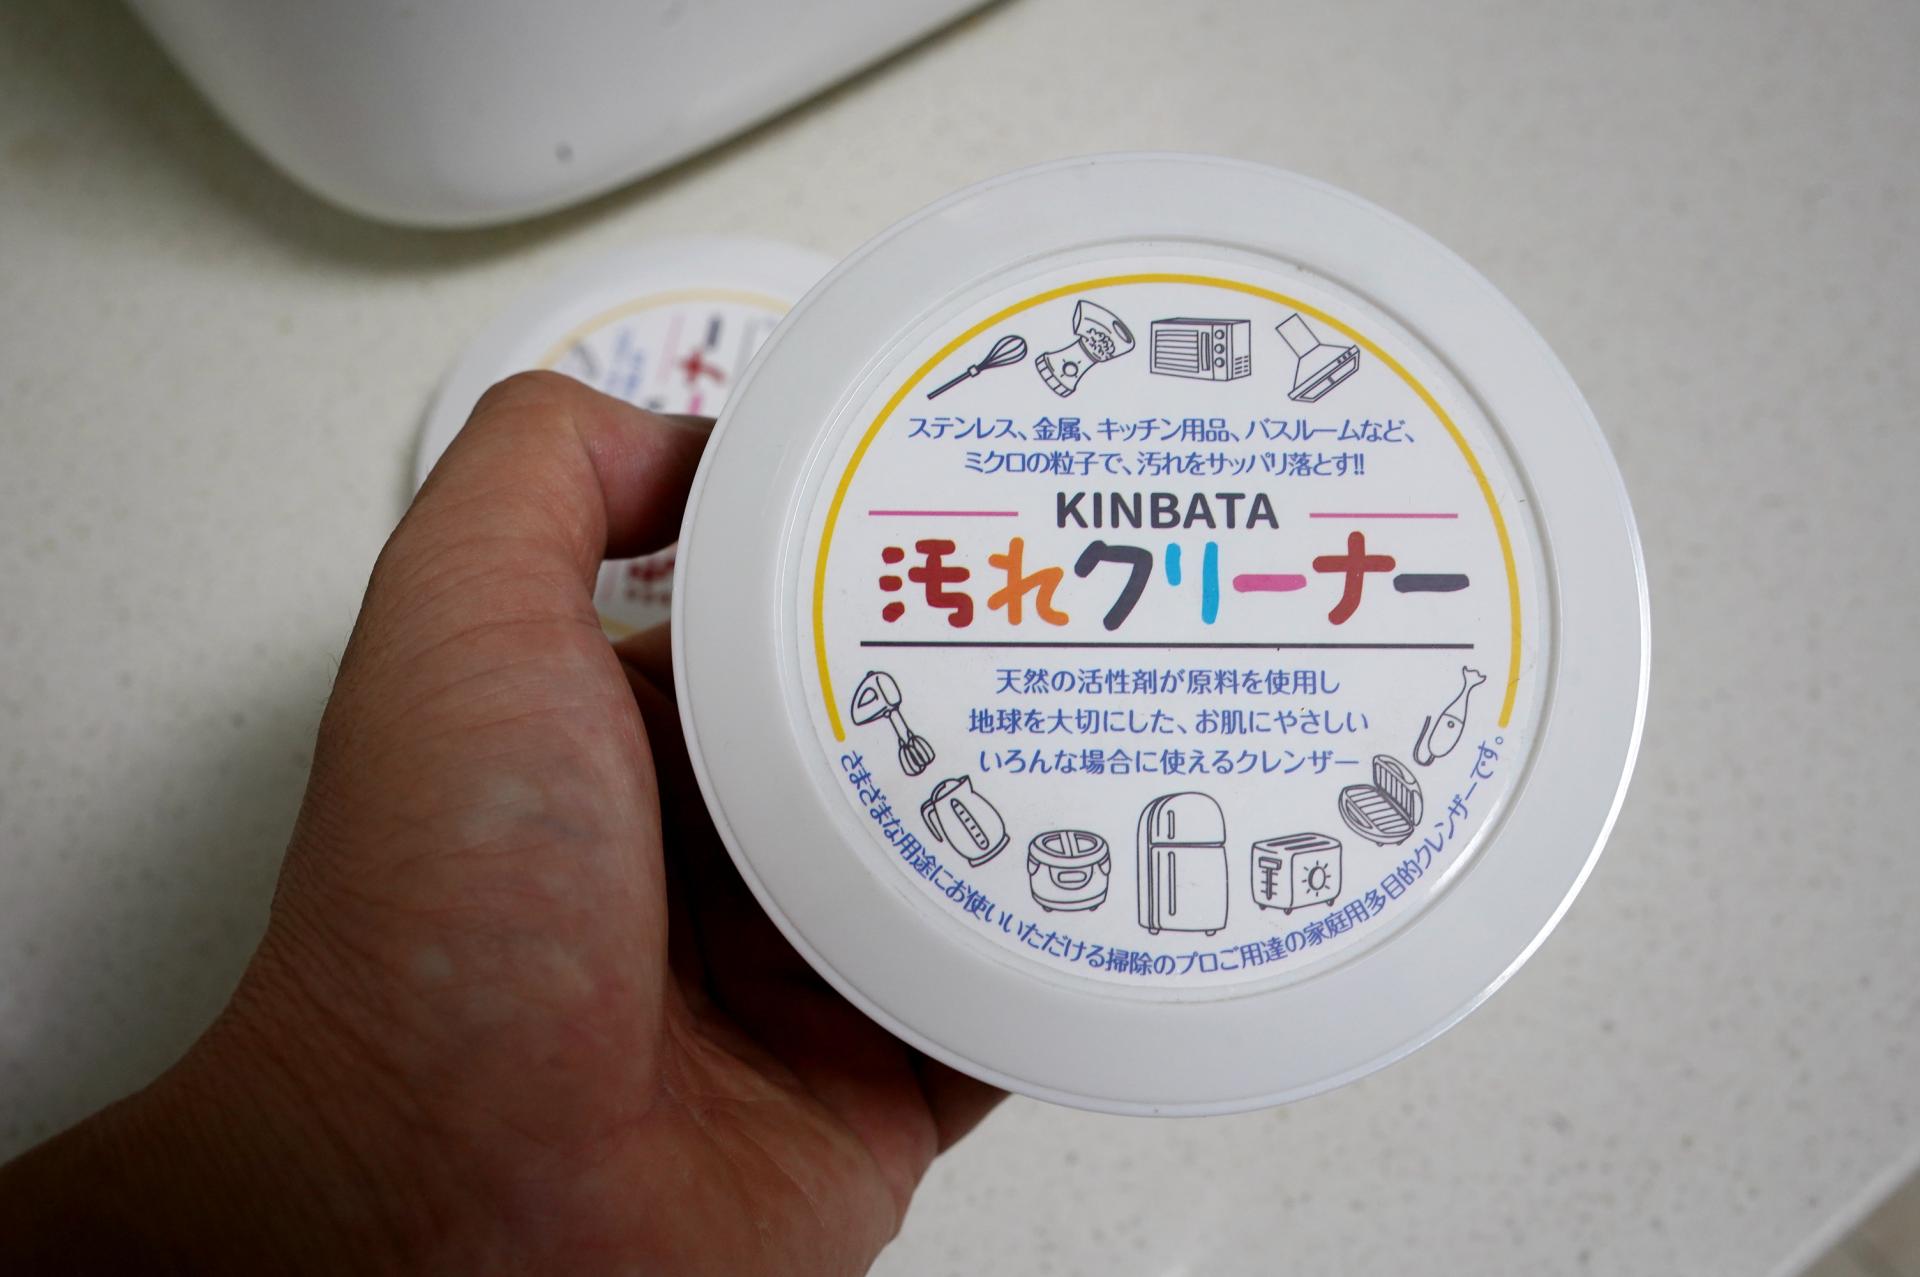 ステンレス、金属、キッチン用品、バスルームなど、
ミクロの粒子で、汚れをサッパリ落とす!!
KINBATA
汚れクリーナー
天然の活性剤が原料を使用し
地球を大切にした、お肌にやさしい
いろんな場合に使えるクレンザー
さまざまな用途にお使いいただける掃除のプロご用達の家庭用多目的クレンザーです。
ーナー
汚